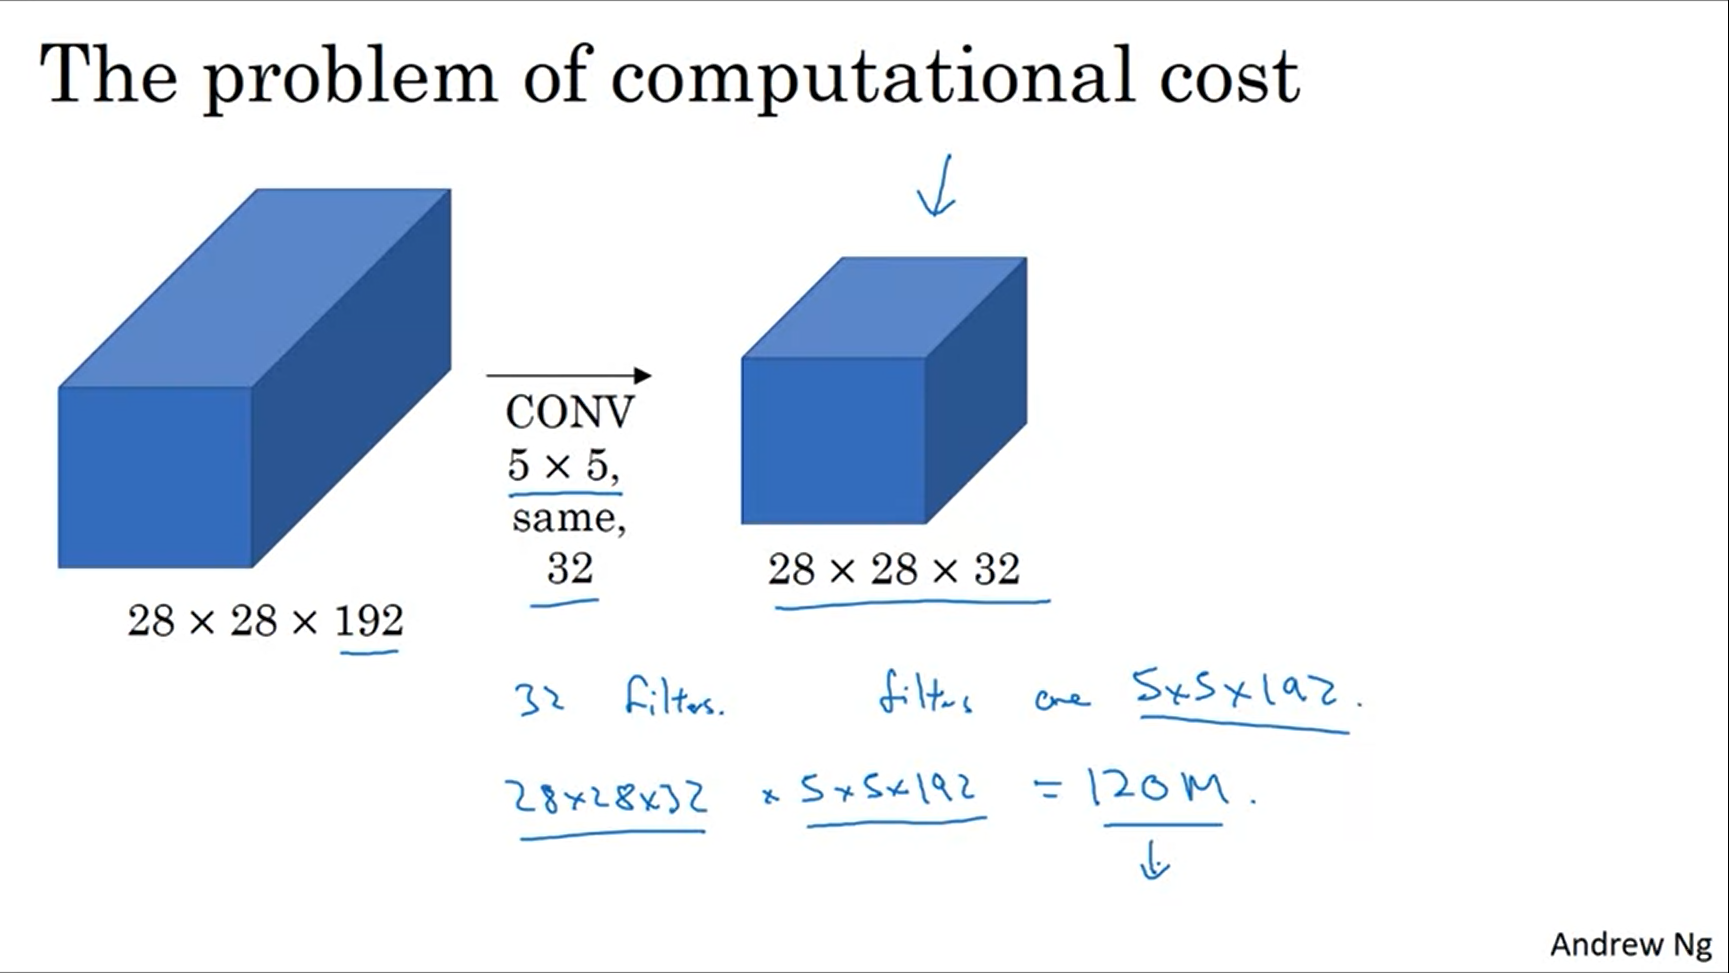 The problem of computational cost
CONV
5 × 5,
same,
32
28 × 28 × 192
28 × 28 × 32
32 filters. filters are 5×5×192.
28×28×32 × 5×5×192 = 120M.
Andrew Ng